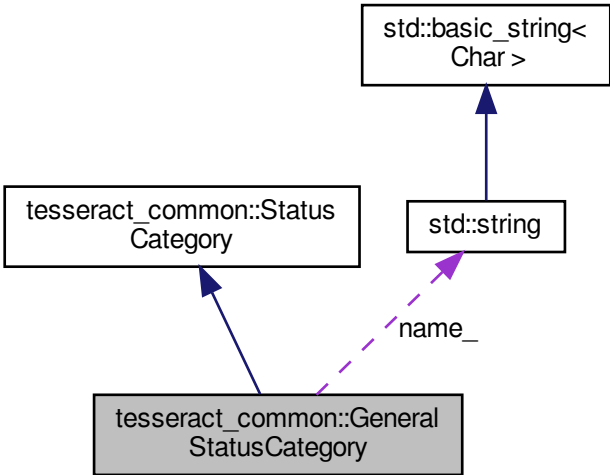 std::basic_string<
Char >
tesseract_common::Status
Category
std::string
name_
tesseract_common::General
StatusCategory